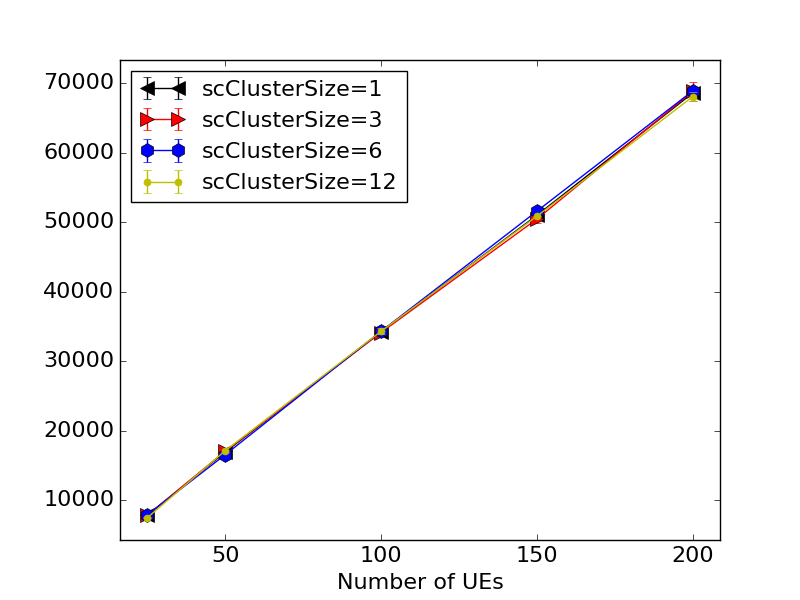 70000
60000
50000
40000
30000
20000
10000
scClusterSize=1
scClusterSize=3
scClusterSize=6
scClusterSize=12
50 100 150 200
Number of UEs